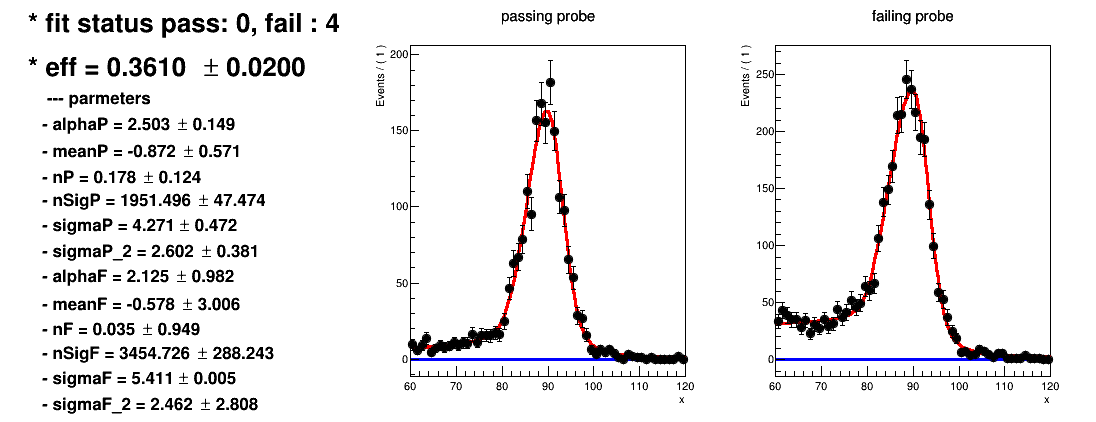 * fit status pass: 0, fail : 4
* eff = 0.3610 ± 0.0200
--- parmeters
- alphaP = 2.503 ± 0.149
- meanP = -0.872 ± 0.571
- nP = 0.178 ± 0.124
- nSigP = 1951.496 ± 47.474
- sigmaP = 4.271 ± 0.472
- sigmaP_2 = 2.602 ± 0.381
- alphaF = 2.125 ± 0.982
- meanF = -0.578 ± 3.006
- nF = 0.035 ± 0.949
- nSigF = 3454.726 ± 288.243
- sigmaF = 5.411 ± 0.005
- sigmaF_2 = 2.462 ± 2.808
passing probe
Events / ( 1 )
200
150
100
50
0
60 70 80 90 100 110 120
x
failing probe
Events / ( 1 )
250
200
150
100
50
0
60 70 80 90 100 110 120
x